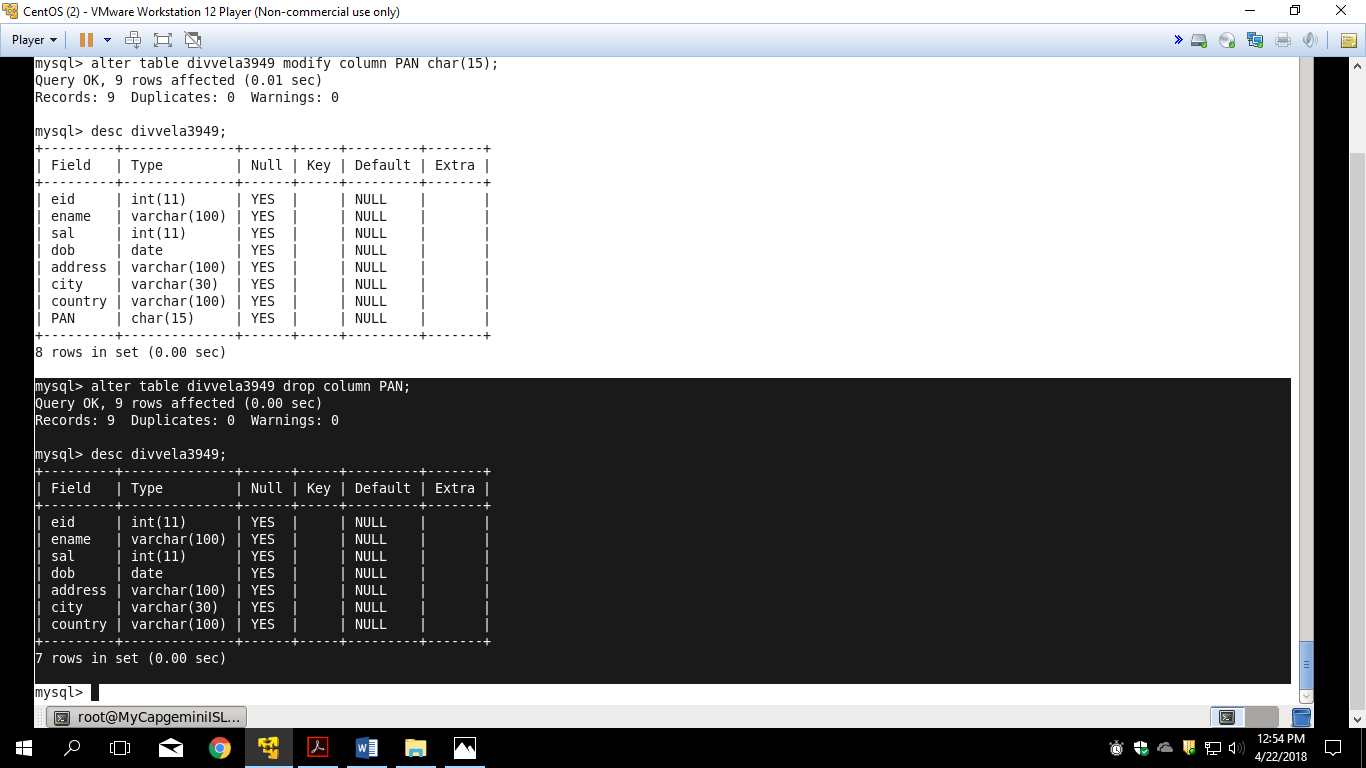 CentOS (2) - VMware Workstation 12 Player (Non-commercial use only)
Player
mysql> alter table divvela3949 modify column PAN char(15);
Query OK, 9 rows affected (0.01 sec)
Records: 9  Duplicates: 0  Warnings: 0
mysql> desc divvela3949;
+---------+--------------+------+-----+---------+-------+
| Field   | Type         | Null | Key | Default | Extra |
+---------+--------------+------+-----+---------+-------+
| eid     | int(11)      | YES  |     | NULL    |       |
| ename   | varchar(100) | YES  |     | NULL    |       |
| sal     | int(11)      | YES  |     | NULL    |       |
| dob     | date         | YES  |     | NULL    |       |
| address | varchar(100) | YES  |     | NULL    |       |
| city    | varchar(30)  | YES  |     | NULL    |       |
| country | varchar(100) | YES  |     | NULL    |       |
| PAN     | char(15)     | YES  |     | NULL    |       |
+---------+--------------+------+-----+---------+-------+
8 rows in set (0.00 sec)
mysql> alter table divvela3949 drop column PAN;
Query OK, 9 rows affected (0.00 sec)
Records: 9  Duplicates: 0  Warnings: 0
mysql> desc divvela3949;
+---------+--------------+------+-----+---------+-------+
| Field   | Type         | Null | Key | Default | Extra |
+---------+--------------+------+-----+---------+-------+
| eid     | int(11)      | YES  |     | NULL    |       |
| ename   | varchar(100) | YES  |     | NULL    |       |
| sal     | int(11)      | YES  |     | NULL    |       |
| dob     | date         | YES  |     | NULL    |       |
| address | varchar(100) | YES  |     | NULL    |       |
| city    | varchar(30)  | YES  |     | NULL    |       |
| country | varchar(100) | YES  |     | NULL    |       |
+---------+--------------+------+-----+---------+-------+
7 rows in set (0.00 sec)
mysql>
root@MyCapgeminiISL...
12:54 PM
4/22/2018